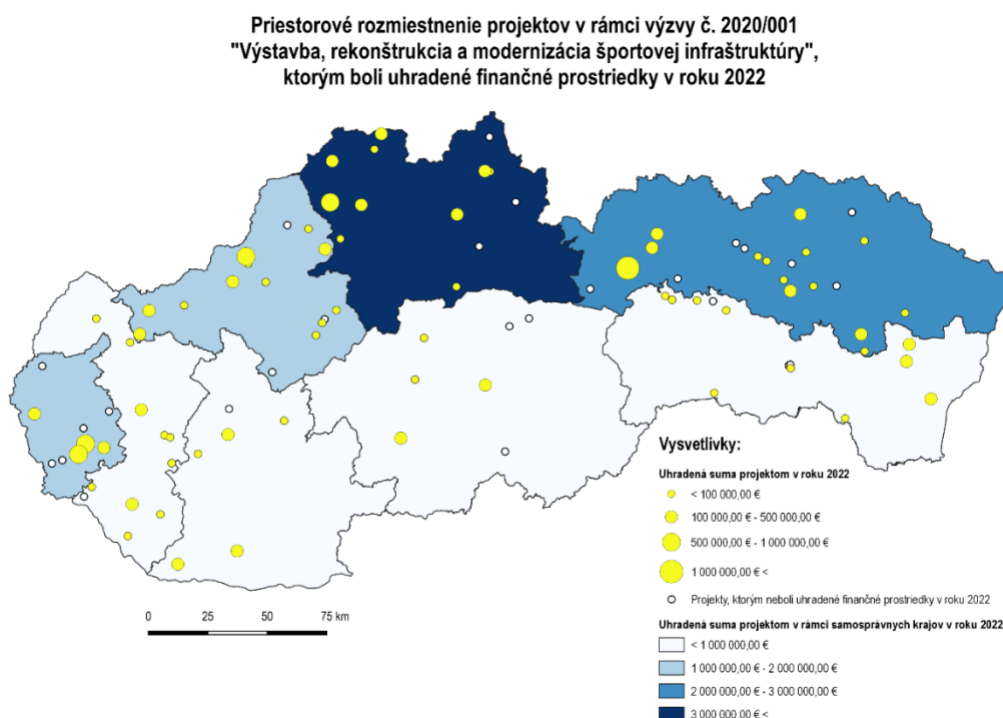 Priestorové rozmiestnenie projektov v rámci výzvy č. 2020/001
"Výstavba, rekonštrukcia a modernizácia športovej infraštruktúry",
ktorým boli uhradené finančné prostriedky v roku 2022
Vysvetlivky:
Uhradená suma projektom v roku 2022
< 100 000,00 €
100 000,00 € - 500 000,00 €
500 000,00 € - 1 000 000,00 €
1 000 000,00 € <
Projekty, ktorým neboli uhradené finančné prostriedky v roku 2022
Uhradená suma projektom v rámci samosprávnych krajov v roku 2022
< 1 000 000,00 €
1 000 000,00 € - 2 000 000,00 €
2 000 000,00 € - 3 000 000,00 €
3 000 000,00 € <
0 25 50 75 km